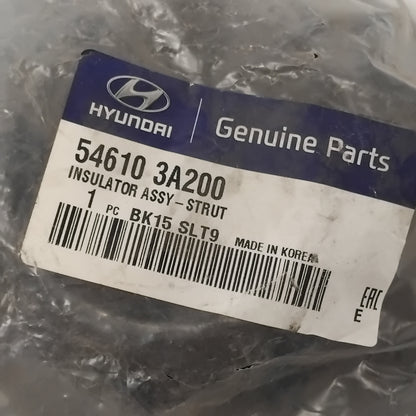 HYUNDAI
Genuine Parts
54610 3A200
INSULATOR ASSY-STRUT
1 PC BK15 SLT9
MADE IN KOREA
EAC
E